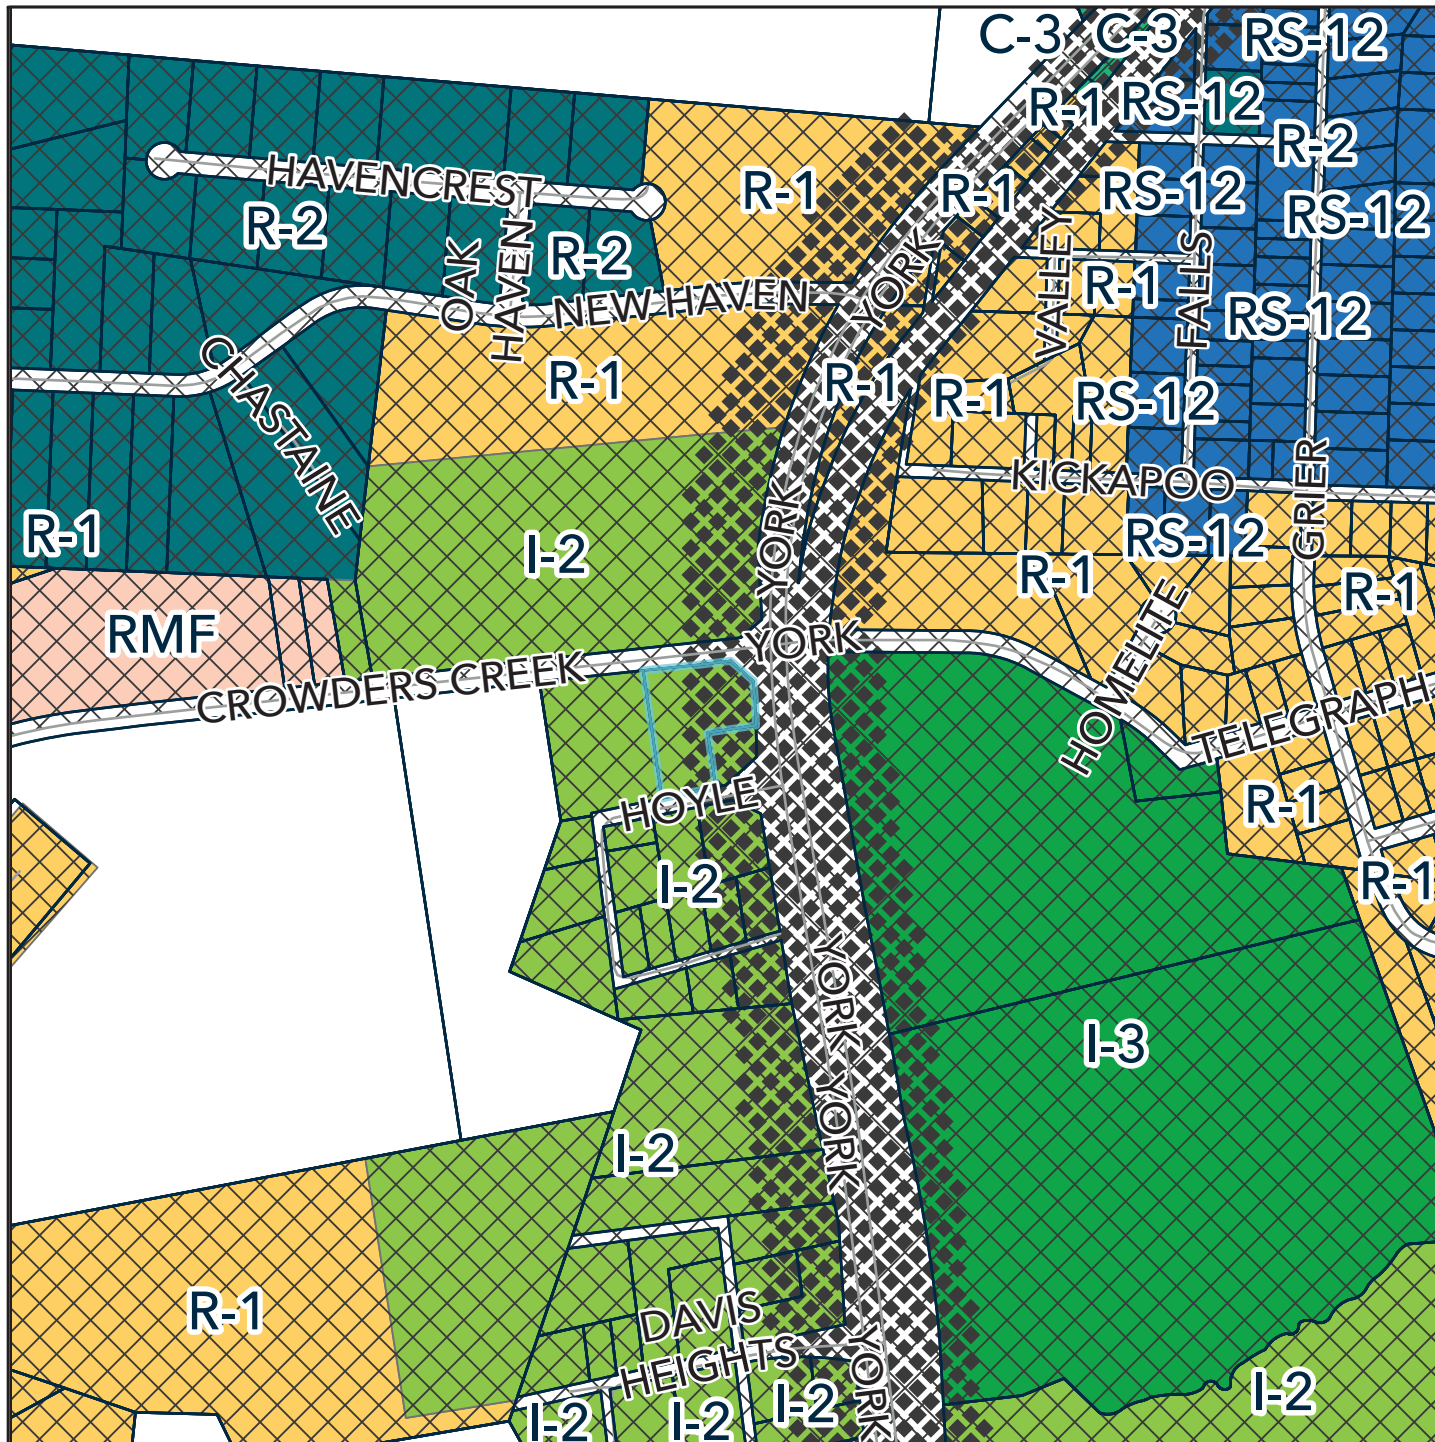 C-3
C-3
RS-12
R-1
RS-12
R-2
HAVENCREST
R-2
R-1
R-1
RS-12
RS-12
OAK
HAVEN
R-2
YORK
VALLEY
FALLS
NEW HAVEN
R-1
RS-12
CHASTAINE
R-1
R-1
R-1
RS-12
KICKAPOO
GRIER
R-1
I-2
YORK
RS-12
R-1
R-1
RMF
YORK
HOMELITE
CROWDERS CREEK
TELEGRAPH
HOYLE
R-1
I-2
R-1
YORK
I-3
YORK
I-2
R-1
DAVIS
HEIGHTS
YORK
I-2
I-2
I-2
I-2